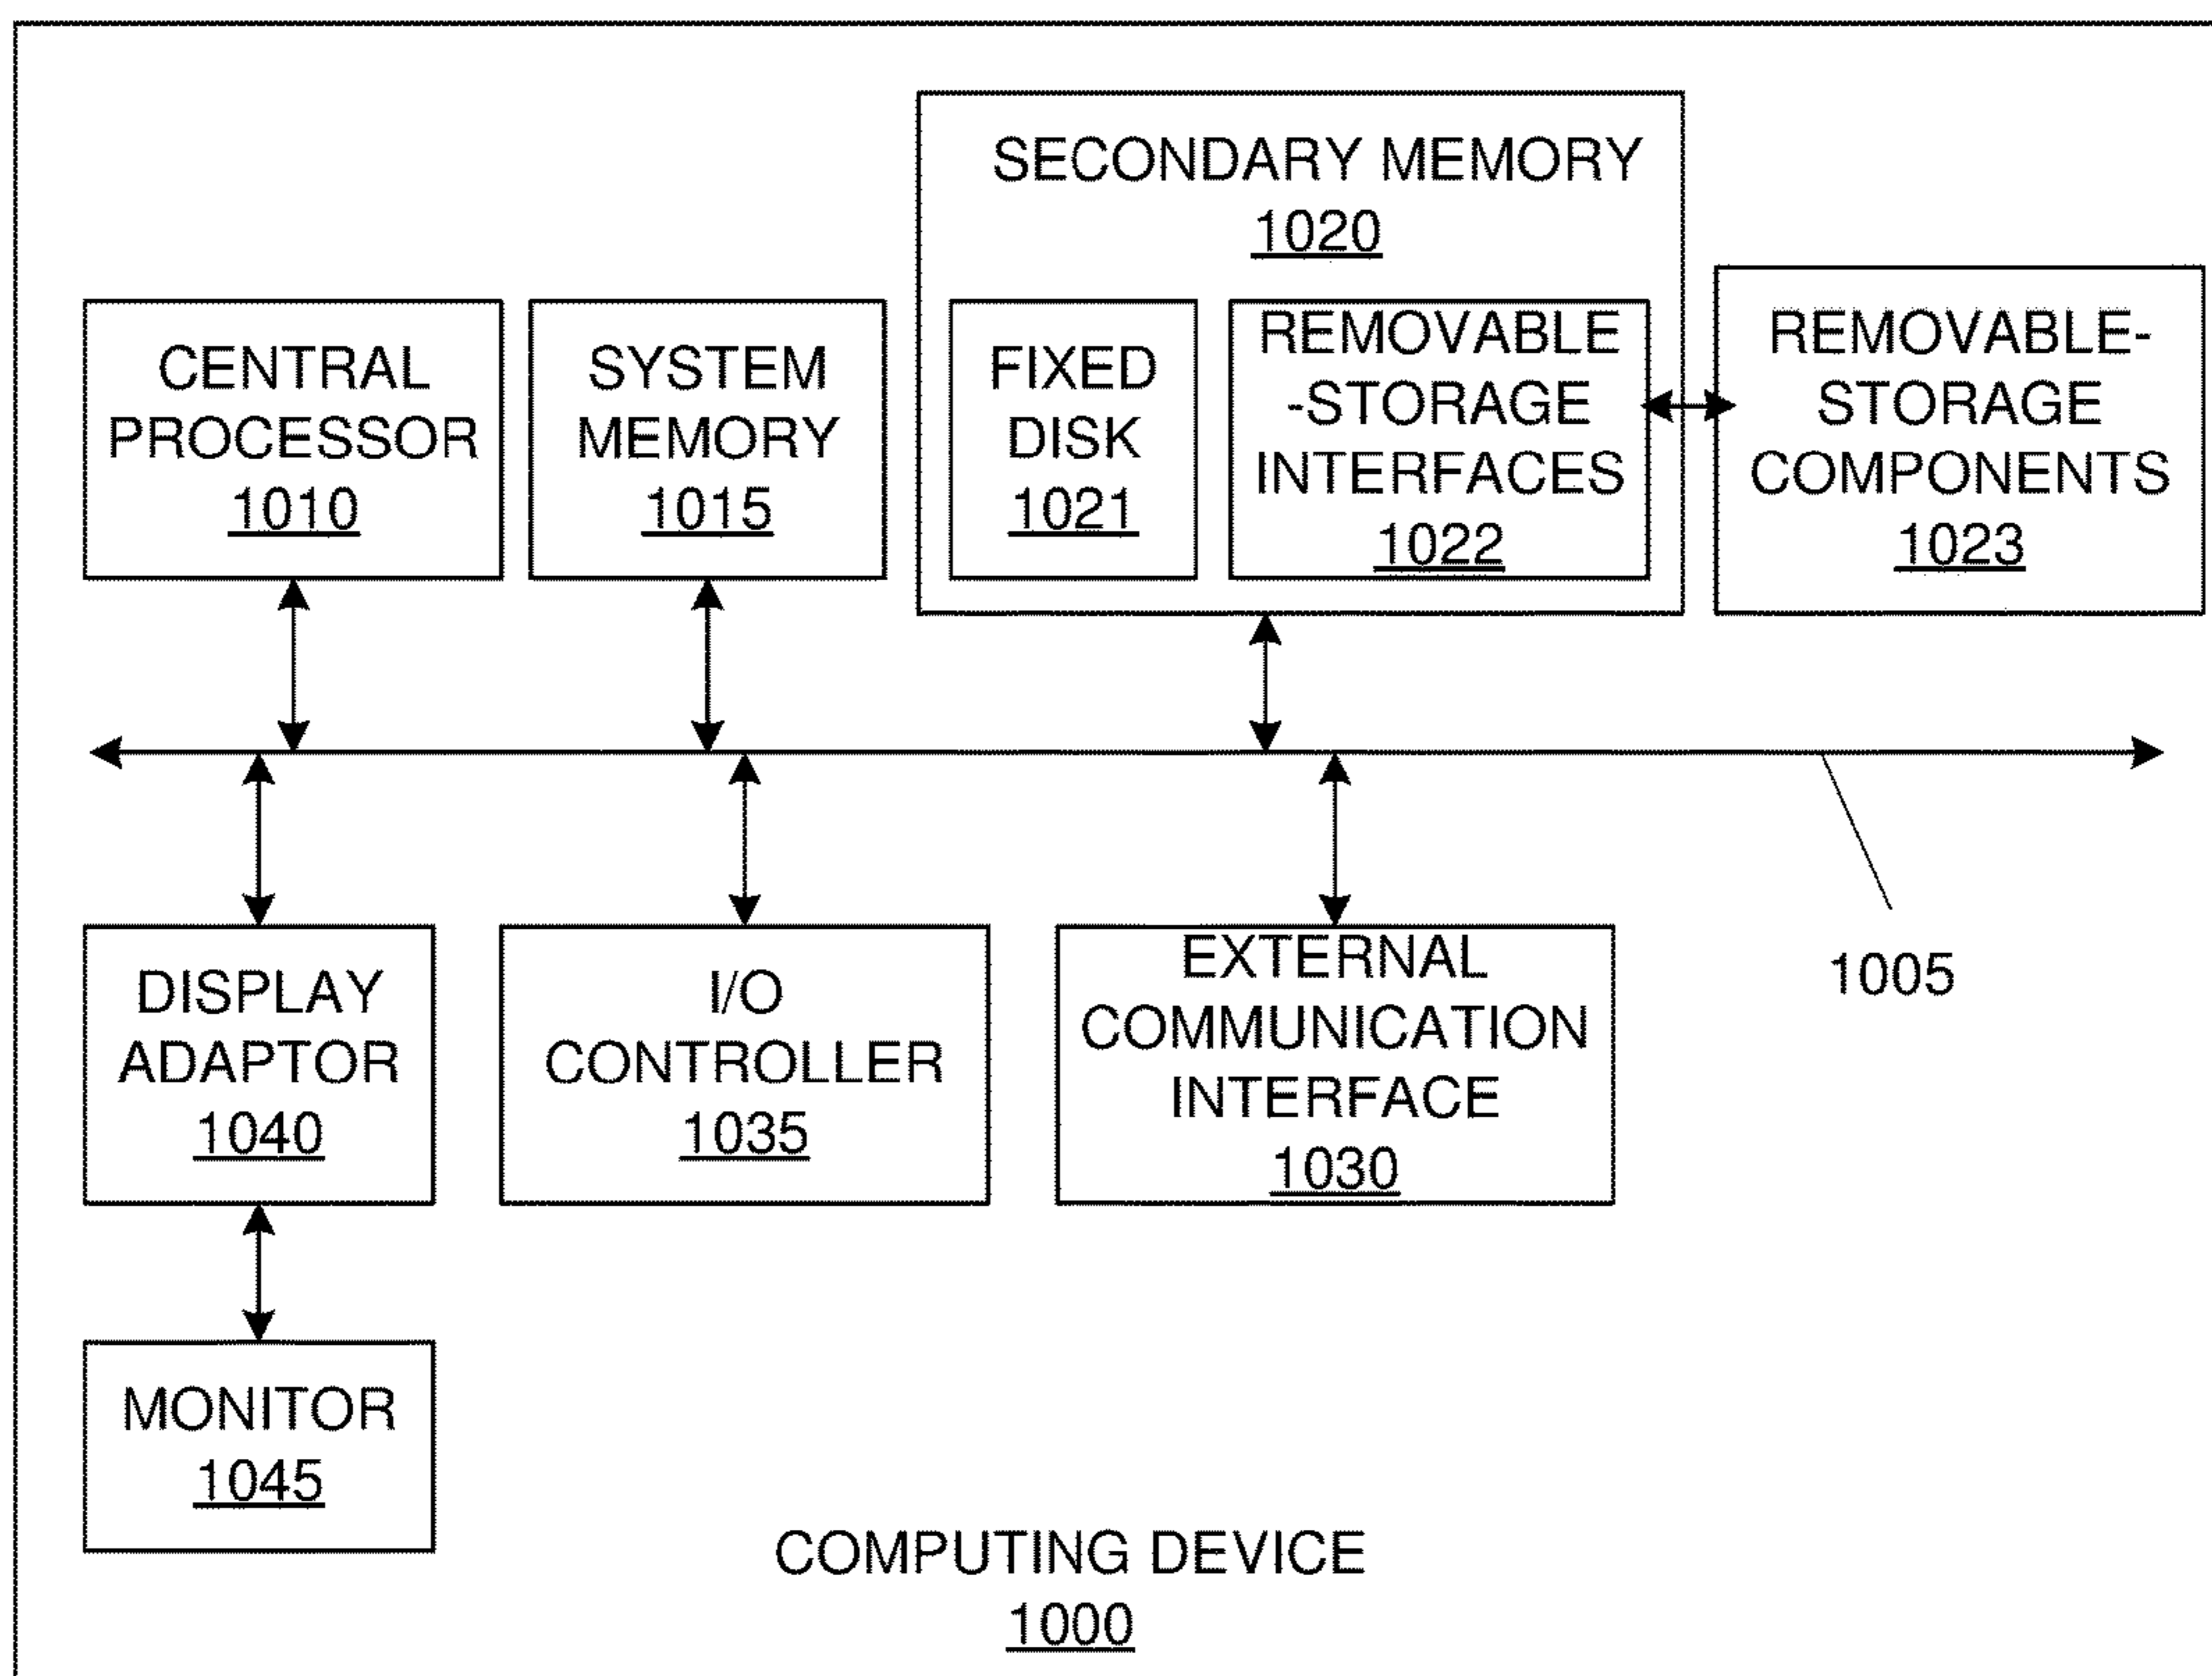 SECONDARY MEMORY
1020
CENTRAL
PROCESSOR
1010
SYSTEM
MEMORY
1015
FIXED
DISK
1021
REMOVABLE
-STORAGE
INTERFACES
1022
REMOVABLE-
STORAGE
COMPONENTS
1023
DISPLAY
ADAPTOR
1040
I/O
CONTROLLER
1035
EXTERNAL
COMMUNICATION
INTERFACE
1030
1005
MONITOR
1045
COMPUTING DEVICE
1000